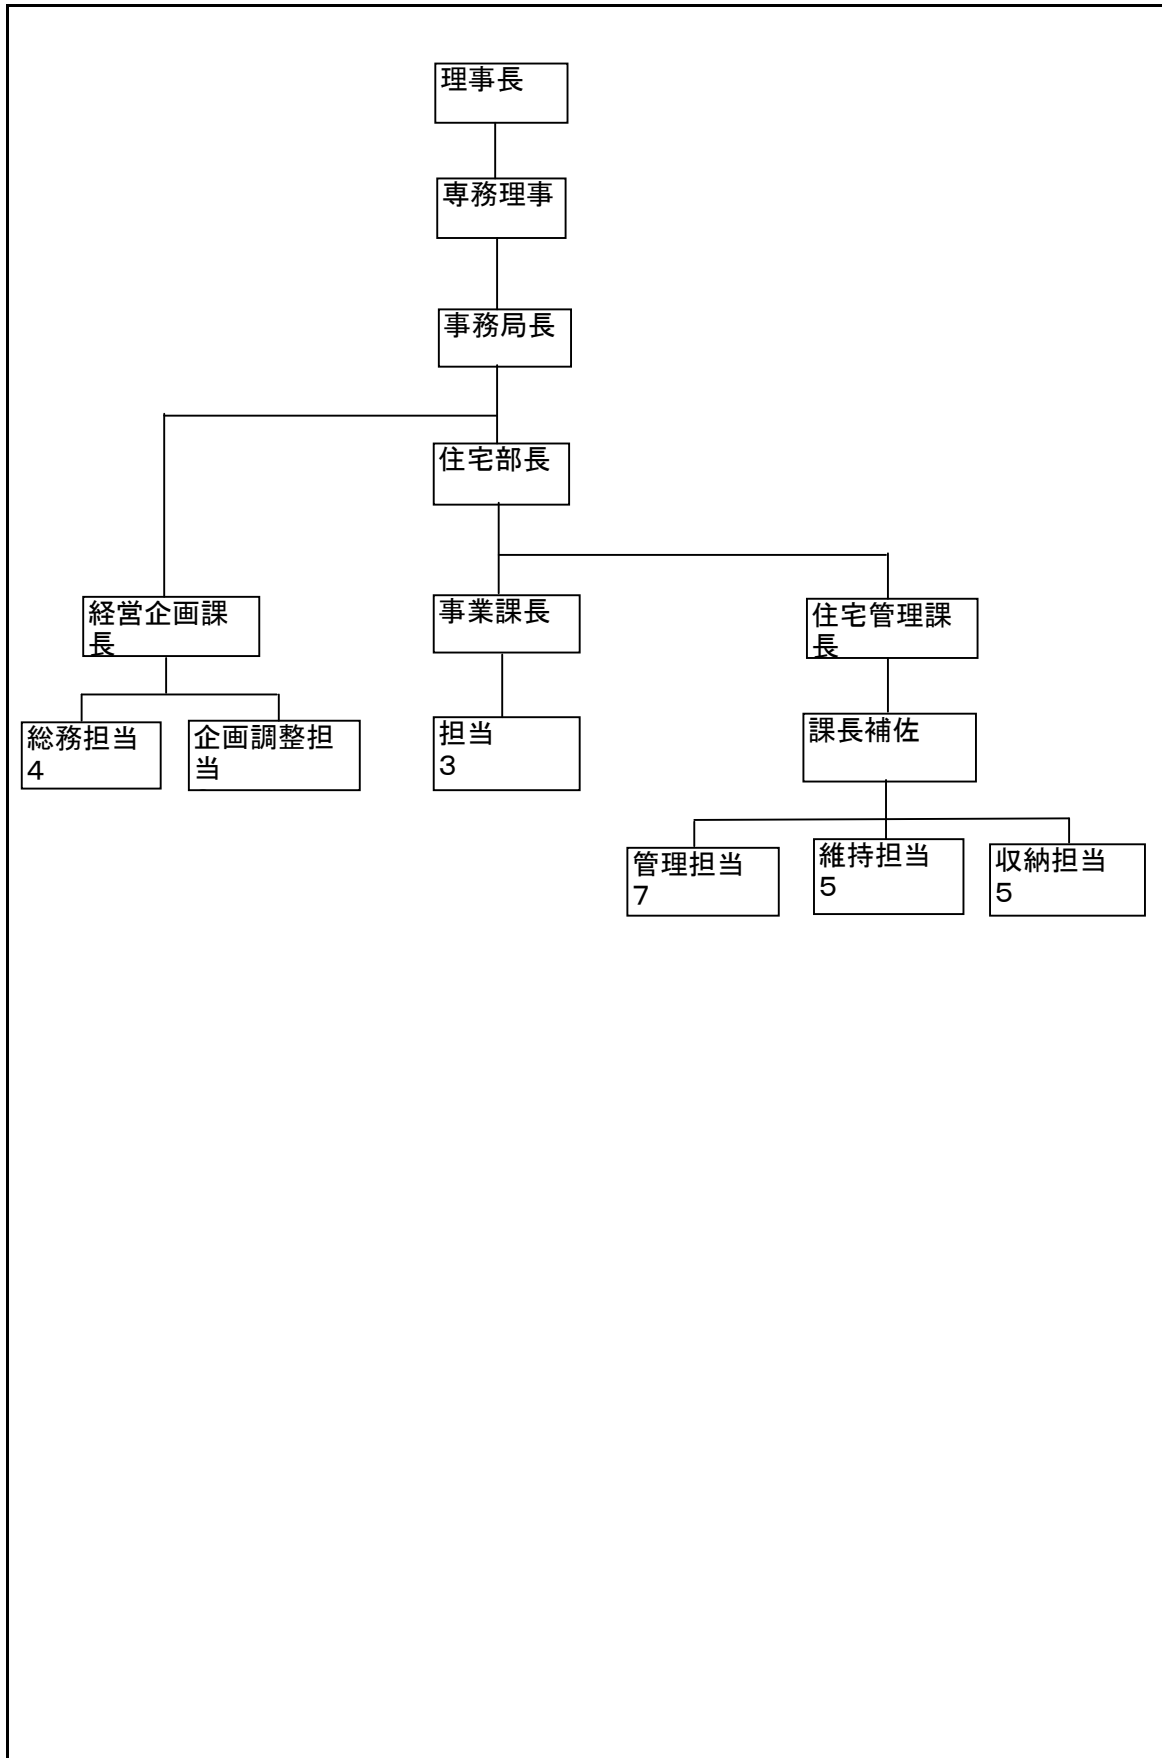 理事長
専務理事
事務局長
住宅部長
経営企画課
長
事業課長
住宅管理課
長
総務担当
４
企画調整担
当
担当
３
課長補佐
管理担当
７
維持担当
５
収納担当
５